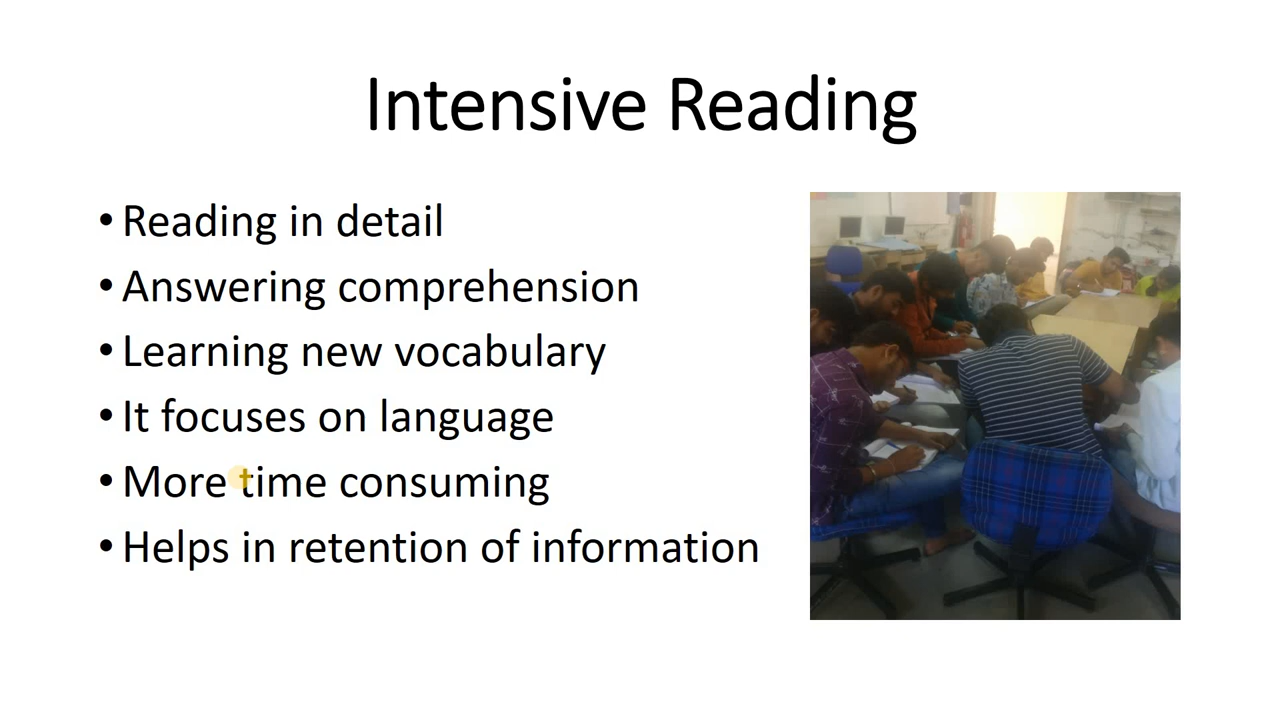 Intensive Reading
• Reading in detail
• Answering comprehension
• Learning new vocabulary
• It focuses on language
• More time consuming
• Helps in retention of information